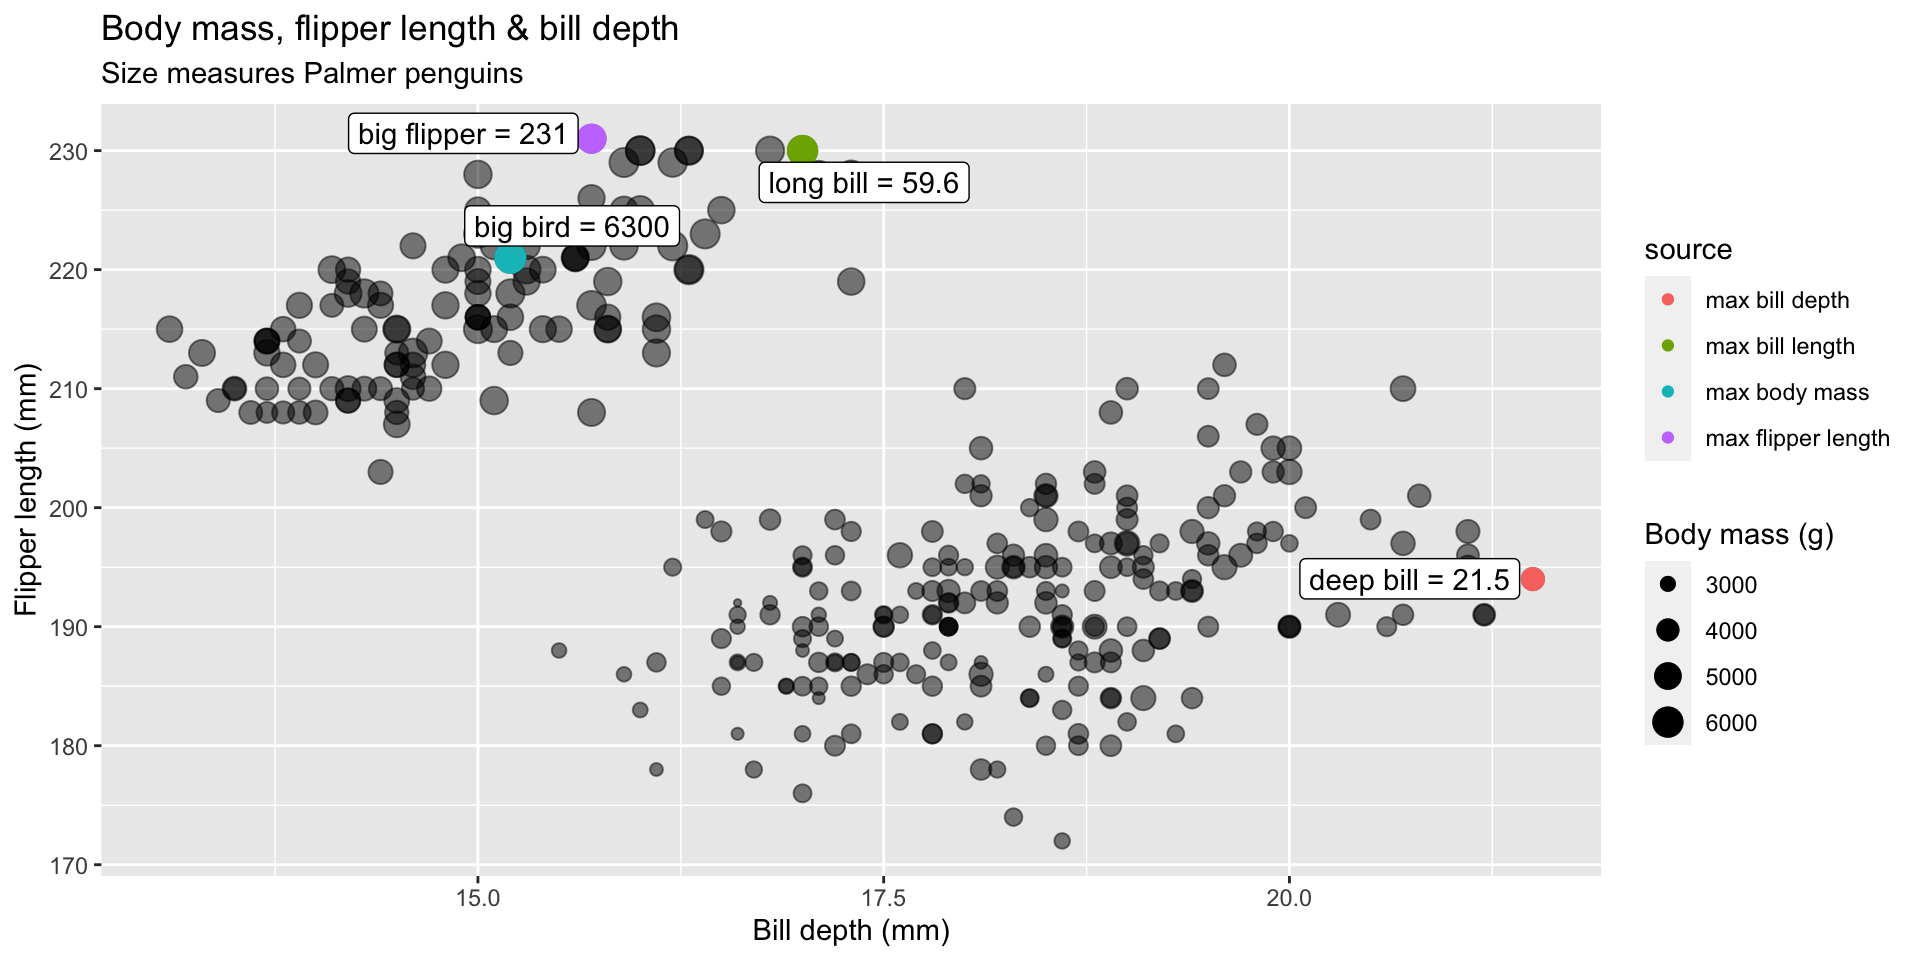 Body mass, flipper length & bill depth
Size measures Palmer penguins
big flipper = 231
long bill = 59.6
big bird = 6300
deep bill = 21.5
230
220
210
200
190
180
170
Flipper length (mm)
15.0
17.5
20.0
Bill depth (mm)
source
max bill depth
max bill length
max body mass
max flipper length
Body mass (g)
3000
4000
5000
6000